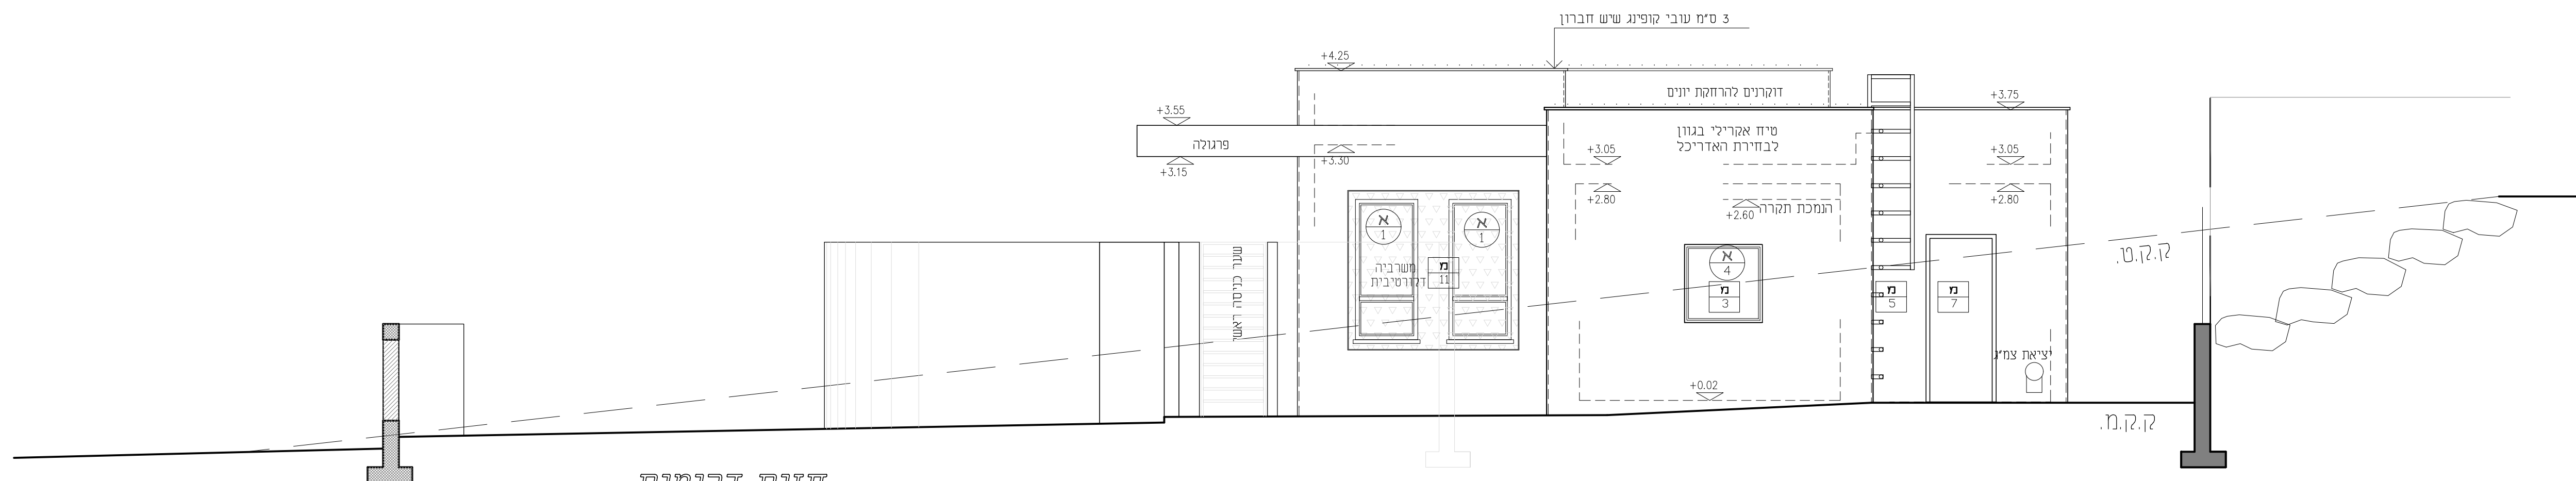 3 ס"מ עובי קופינג שיש חברון
+4.25
דוקרנים להרחקת יונים
+3.75
+3.55
פרגולה
+3.15
+3.30
טיח אקרילי בגוון
לבחירת האדריכל
+3.05
+3.05
+2.80
+2.80
הנמכת תקרה
+2.60
א
1
א
1
משרביה
דקורטיבית
מ
11
שער כניסה ראשי
א
4
מ
3
מ
5
מ
7
ק.ק.ט.
יציאת צמ"ג
+0.02
ק.ק.מ.